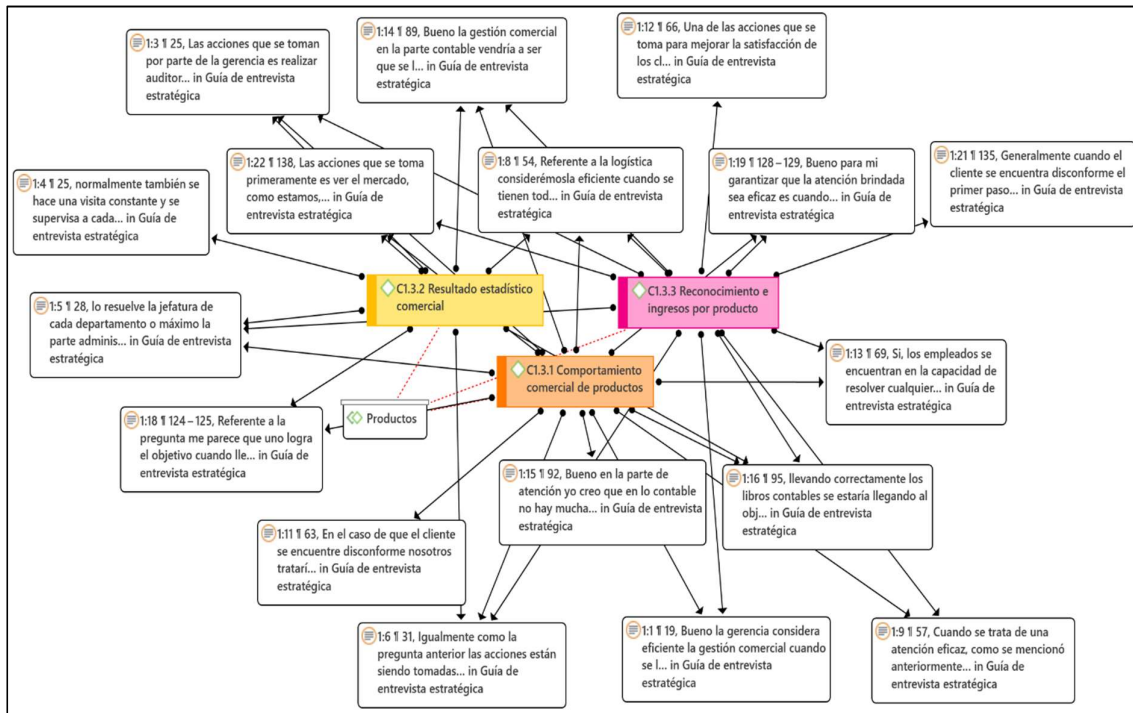 1:3 ¶ 25, Las acciones que se toman
por parte de la gerencia es realizar
auditor... in Guía de entrevista
estratégica
1:14 ¶ 89, Bueno la gestión comercial
en la parte contable vendría a ser
que se l... in Guía de entrevista
estratégica
1:12 ¶ 66, Una de las acciones que se
toma para mejorar la satisfacción de
los cl... in Guía de entrevista
estratégica
1:22 ¶ 138, Las acciones que se toma
primeramente es ver el mercado,
como estamos,... in Guía de
entrevista estratégica
1:8 ¶ 54, Referente a la logística
considerémosla eficiente cuando se
tienen tod... in Guía de entrevista
estratégica
1:19 ¶ 128 – 129, Bueno para mi
garantizar que la atención brindada
sea eficaz es cuando... in Guía de
entrevista estratégica
1:21 ¶ 135, Generalmente cuando el
cliente se encuentra disconforme el
primer paso... in Guía de entrevista
estratégica
1:4 ¶ 25, normalmente también se
hace una visita constante y se
supervisa a cada... in Guía de
entrevista estratégica
C1.3.2 Resultado estadístico
comercial
C1.3.3 Reconocimiento e
ingresos por producto
1:5 ¶ 28, lo resuelve la jefatura de
cada departamento o máximo la
parte adminis... in Guía de entrevista
estratégica
C1.3.1 Comportamiento
comercial de productos
1:13 ¶ 69, Si, los empleados se
encuentran en la capacidad de
resolver cualquier... in Guía de
entrevista estratégica
Productos
1:18 ¶ 124 – 125, Referente a la
pregunta me parece que uno logra
el objetivo cuando lle... in Guía de
entrevista estratégica
1:15 ¶ 92, Bueno en la parte de
atención yo creo que en lo contable
no hay mucha... in Guía de entrevista
estratégica
1:16 ¶ 95, llevando correctamente los
libros contables se estaría llegando al
obj... in Guía de entrevista
estratégica
1:11 ¶ 63, En el caso de que el cliente
se encuentre disconforme nosotros
tratarí... in Guía de entrevista
estratégica
1:6 ¶ 31, Igualmente como la
pregunta anterior las acciones están
siendo tomadas... in Guía de
entrevista estratégica
1:1 ¶ 19, Bueno la gerencia considera
eficiente la gestión comercial cuando
se l... in Guía de entrevista
estratégica
1:9 ¶ 57, Cuando se trata de una
atención eficaz, como se mencionó
anteriormente... in Guía de
entrevista estratégica